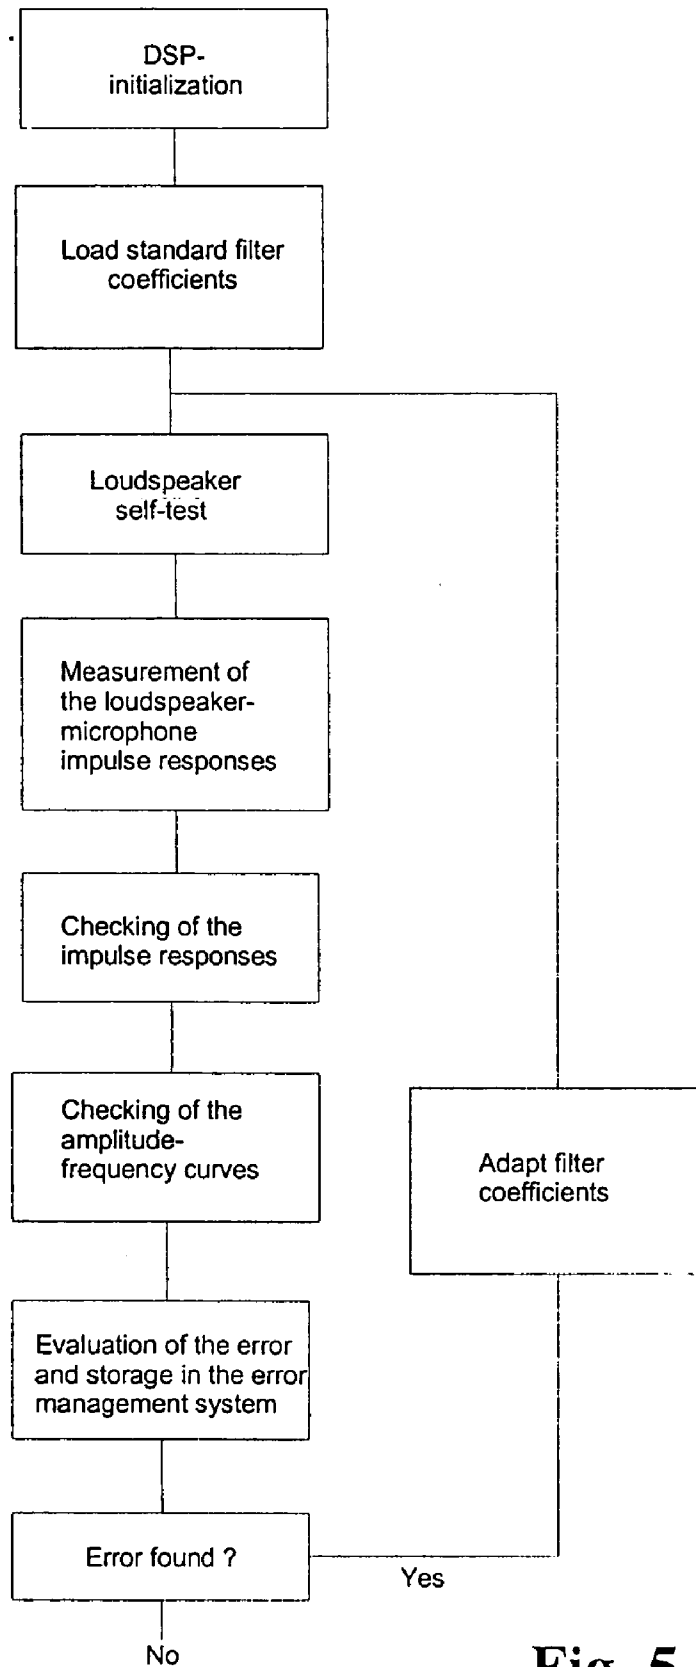 DSP-
initialization
Load standard filter
coefficients
Loudspeaker
self-test
Measurement of
the loudspeaker-
microphone
impulse responses
Checking of the
impulse responses
Checking of the
amplitude-
frequency curves
Adapt filter
coefficients
Evaluation of the error
and storage in the error
management system
Error found ?
Yes
No
Fig. 5